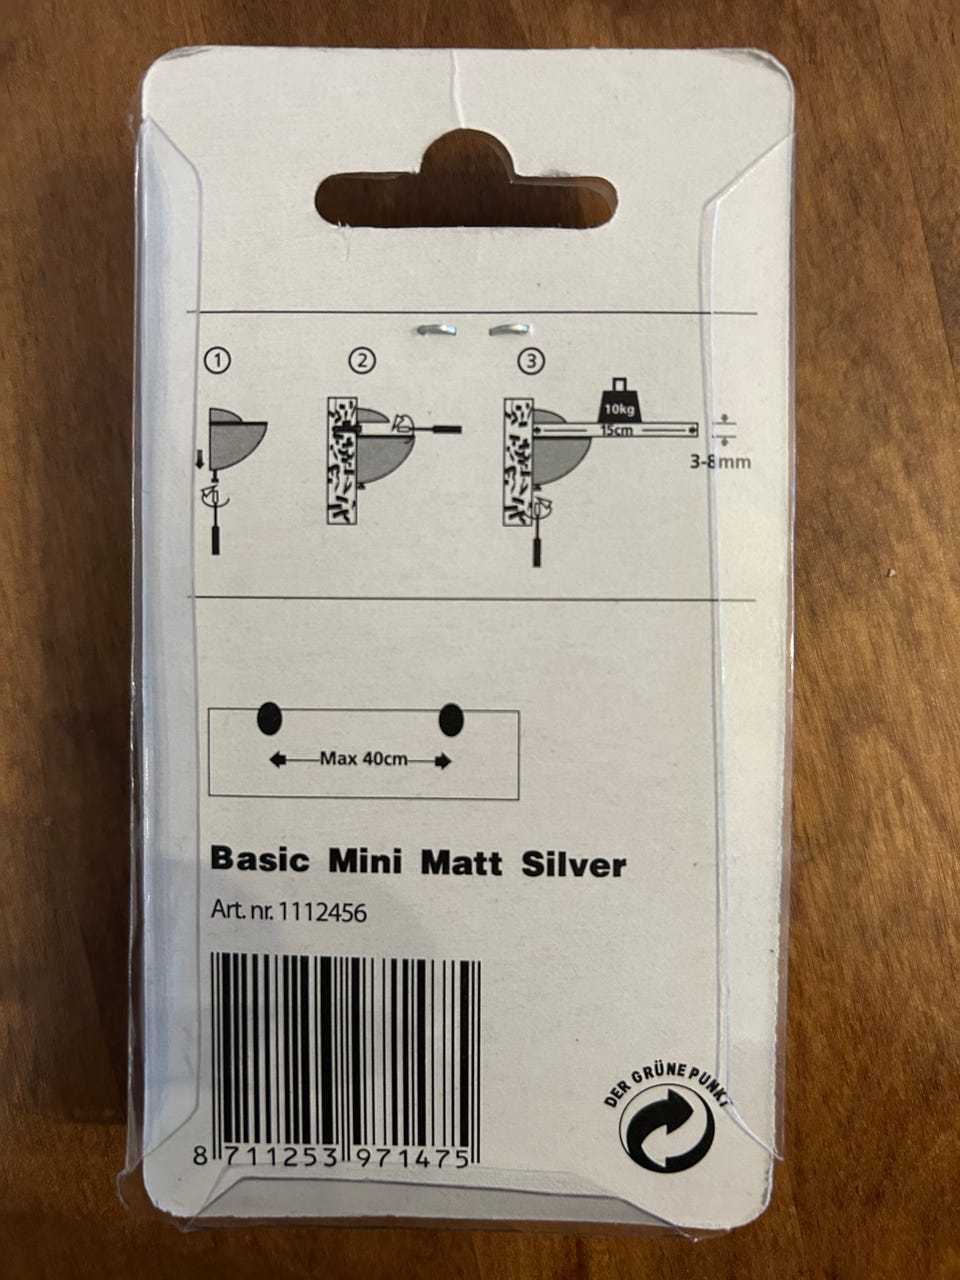 1 2 3
10kg
15cm
3-8mm
Max 40cm
Basic Mini Matt Silver
Art. nr. 1112456
DER GRÜNE PUNKT
8 711253 971475